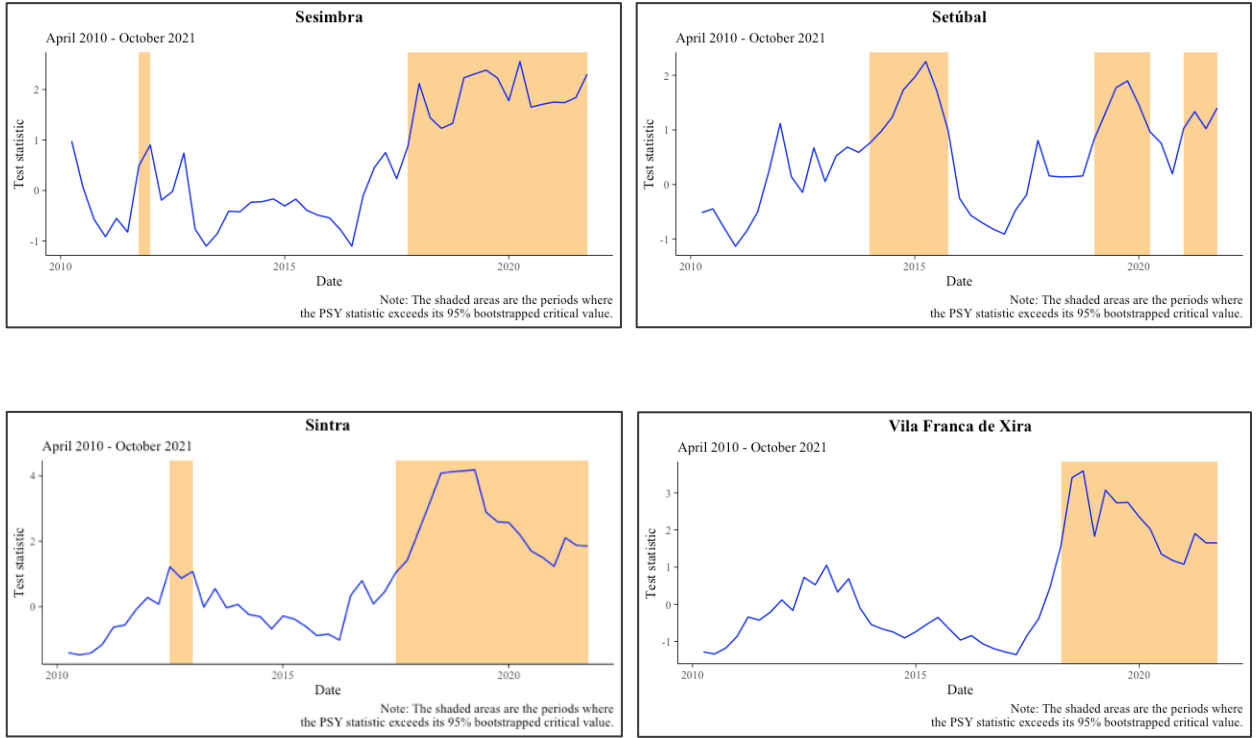 Sesimbra
April 2010 - October 2021
Test statistic
2
1
0
-1
2010
2015
2020
Date
Note: The shaded areas are the periods where
the PSY statistic exceeds its 95% bootstrapped critical value.
Setúbal
April 2010 - October 2021
Test statistic
2
1
0
-1
2010
2015
2020
Date
Note: The shaded areas are the periods where
the PSY statistic exceeds its 95% bootstrapped critical value.
Sintra
April 2010 - October 2021
Test statistic
4
2
0
2010
2015
2020
Date
Note: The shaded areas are the periods where
the PSY statistic exceeds its 95% bootstrapped critical value.
Vila Franca de Xira
April 2010 - October 2021
Test statistic
3
2
1
0
-1
2010
2015
2020
Date
Note: The shaded areas are the periods where
the PSY statistic exceeds its 95% bootstrapped critical value.